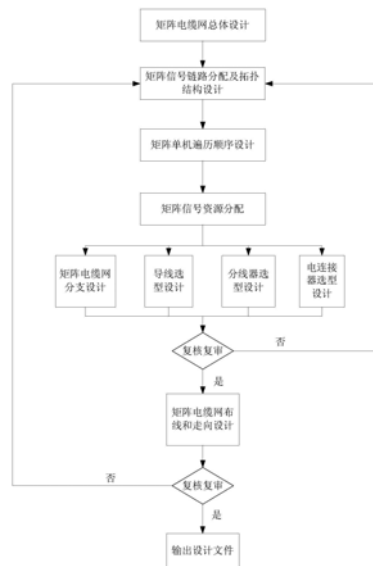 矩阵电缆网总体设计
矩阵信号链路分配及拓扑
结构设计
矩阵单机遍历顺序设计
矩阵信号资源分配
矩阵电缆网
分支设计
导线选
型设计
分线器选
型设计
电连接
器选型
设计
复核复审
否
是
矩阵电缆网布
线和走向设计
否
复核复审
是
输出设计文件